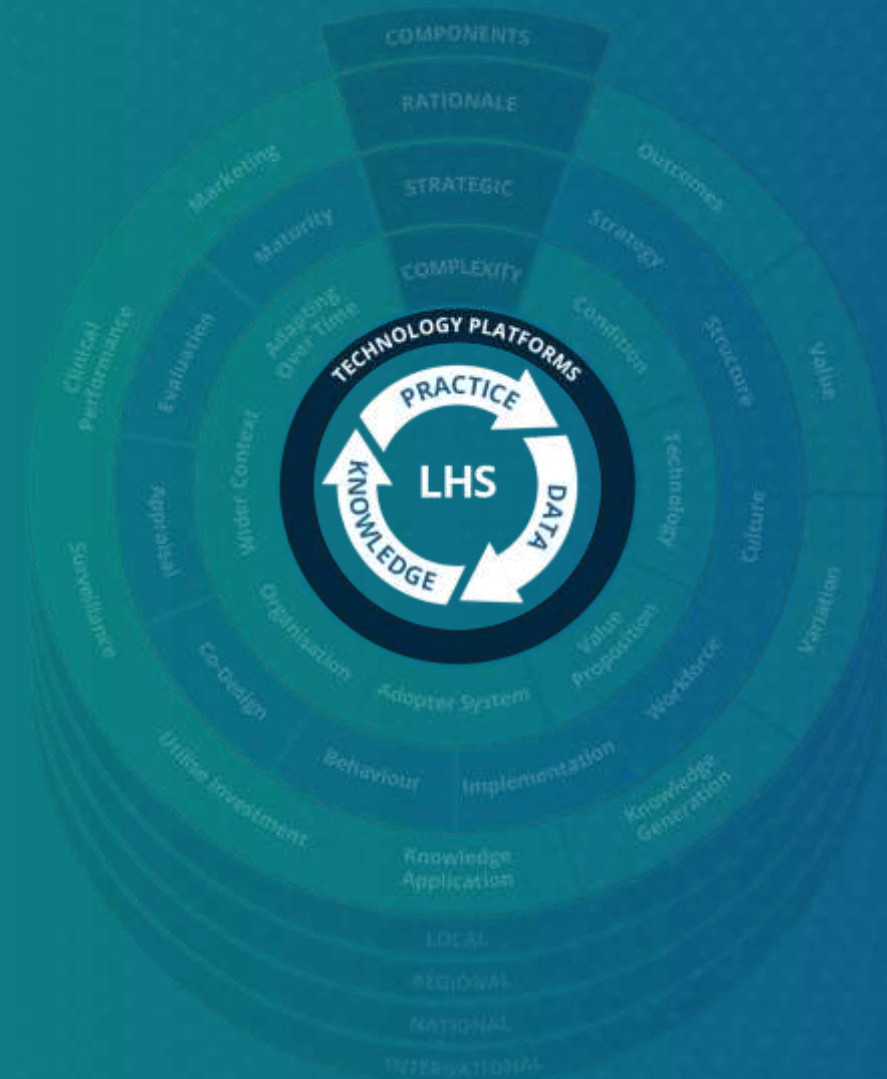 COMPONENTS
RATIONALE
STRATEGIC
COMPLEXITY
Outcomes
Value
Variation
Knowledge
Generation
Knowledge
Application
Utilise Investment
Surveillance
Clinical
Performance
Marketing
Strategy
Structure
Culture
Workforce
Implementation
Behaviour
Co-Design
Appraisal
Evaluation
Maturity
Condition
Technology
Value
Proposition
Adopter System
Organisation
Wider Context
Adapting
Over Time
TECHNOLOGY PLATFORMS
PRACTICE
DATA
KNOWLEDGE
LHS
LOCAL
REGIONAL
NATIONAL
INTERNATIONAL